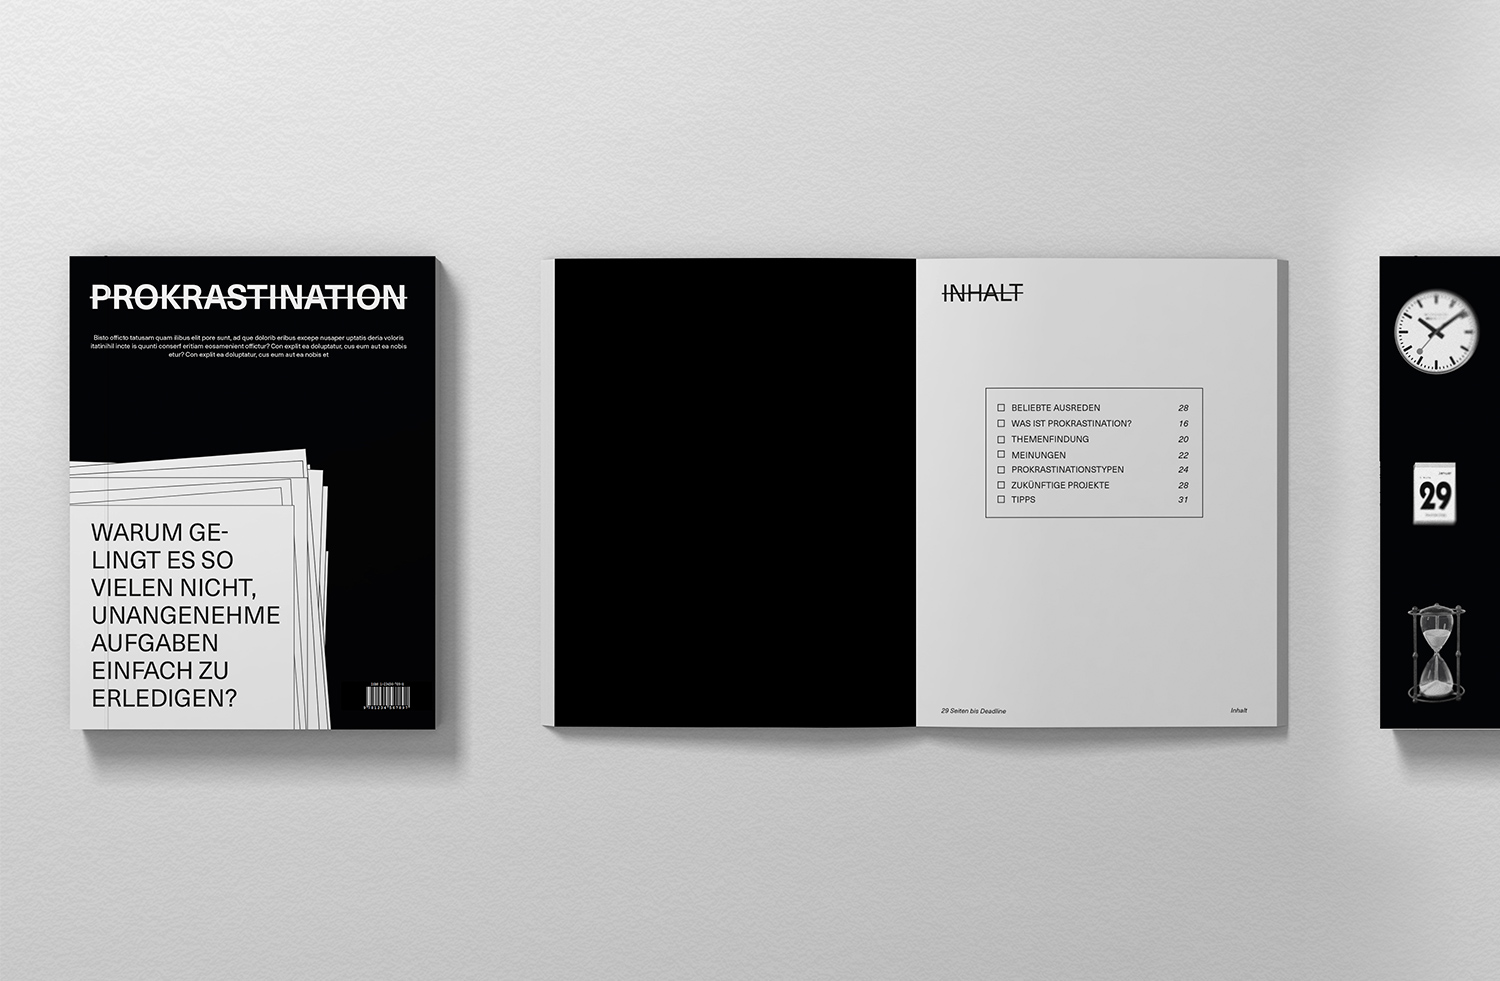 PROKRASTINATION
Bisto officto tatusam quam ilibus elit pore sunt, ad que dolorib eribus excepe nusaper uptatis deria voloris
itatinihil incte is quunti conserf eritiam eosamenient offictur? Con explit ea doluptatur, cus eum aut ea nobis
etur? Con explit ea doluptatur, cus eum aut ea nobis et
WARUM GE-
LINGT ES SO
VIELEN NICHT,
UNANGENEHME
AUFGABEN
EINFACH ZU
ERLEDIGEN?
INHALT
BELIEBTE AUSREDEN 28
WAS IST PROKRASTINATION? 16
THEMENFINDUNG 20
MEINUNGEN 22
PROKRASTINATIONSTYPEN 24
ZUKÜNFTIGE PROJEKTE 28
TIPPS 31
29 Seiten bis Deadline Inhalt
29